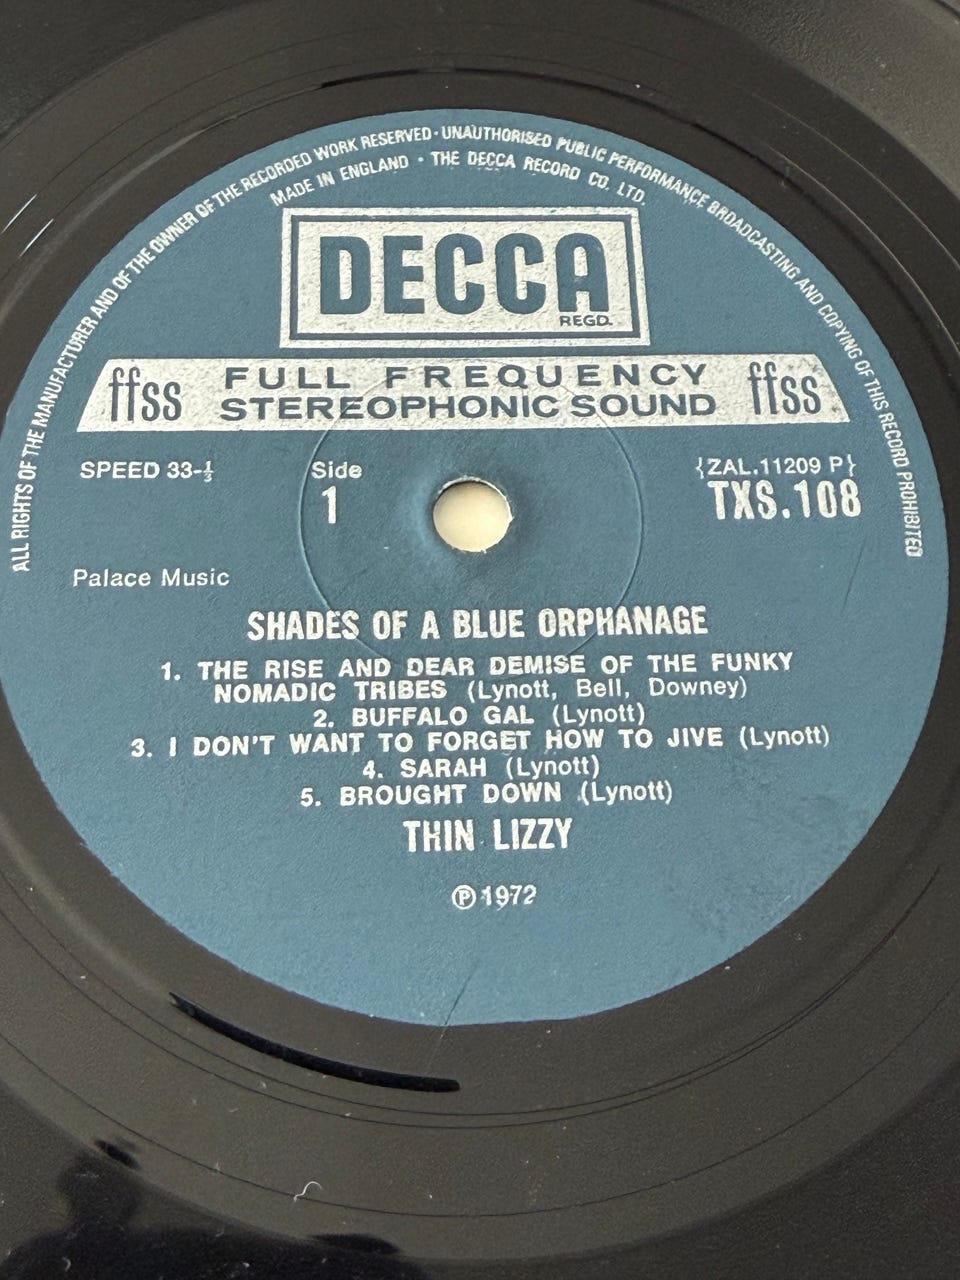 ALL RIGHTS OF THE MANUFACTURER AND OF THE OWNER OF THE RECORDED WORK RESERVED · UNAUTHORISED PUBLIC PERFORMANCE BROADCASTING AND COPYING OF THIS RECORD PROHIBITED
MADE IN ENGLAND · THE DECCA RECORD CO. LTD.
DECCA
REGD.
ffss FULL FREQUENCY STEREOPHONIC SOUND ffss
SPEED 33-⅓
Side
1
{ZAL.11209 P}
TXS.108
Palace Music
SHADES OF A BLUE ORPHANAGE
1. THE RISE AND DEAR DEMISE OF THE FUNKY
NOMADIC TRIBES (Lynott, Bell, Downey)
2. BUFFALO GAL (Lynott)
3. I DON'T WANT TO FORGET HOW TO JIVE (Lynott)
4. SARAH (Lynott)
5. BROUGHT DOWN (Lynott)
THIN LIZZY
℗ 1972